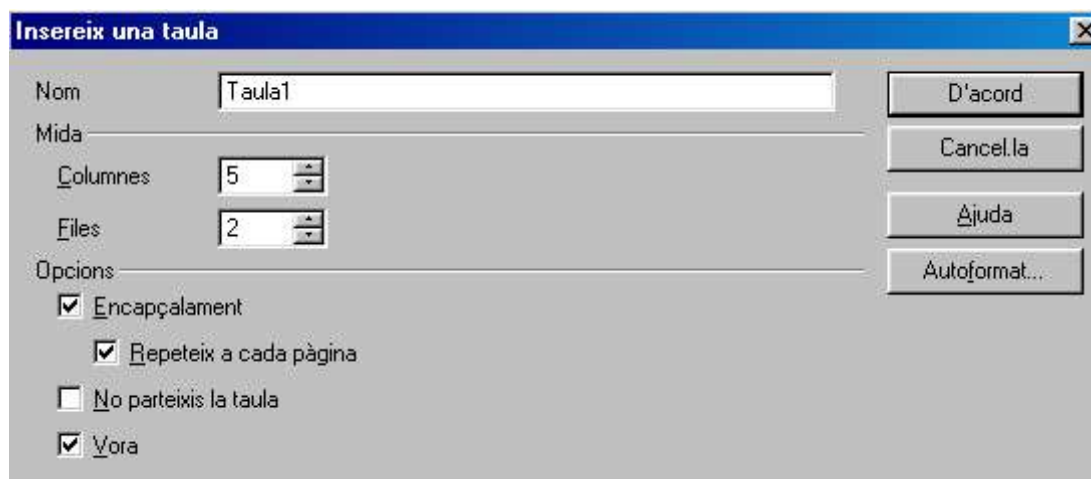 Insereix una taula
Nom Taula1 D'acord
Mida Cancel.la
Columnes 5
Files 2 Ajuda
Opcions Autoformat...
Encapçalament
Repeteix a cada pàgina
No parteixis la taula
Vora